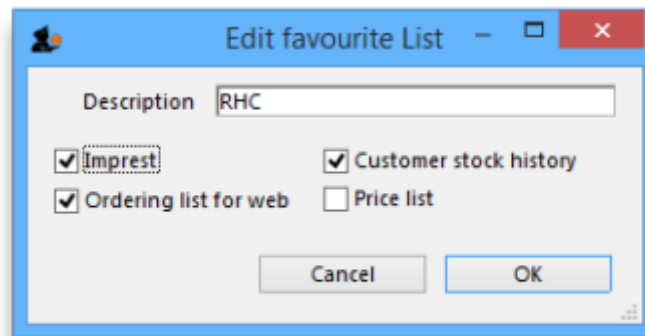 Edit favourite List
Description RHC
Imprest Customer stock history
Ordering list for web Price list
Cancel OK